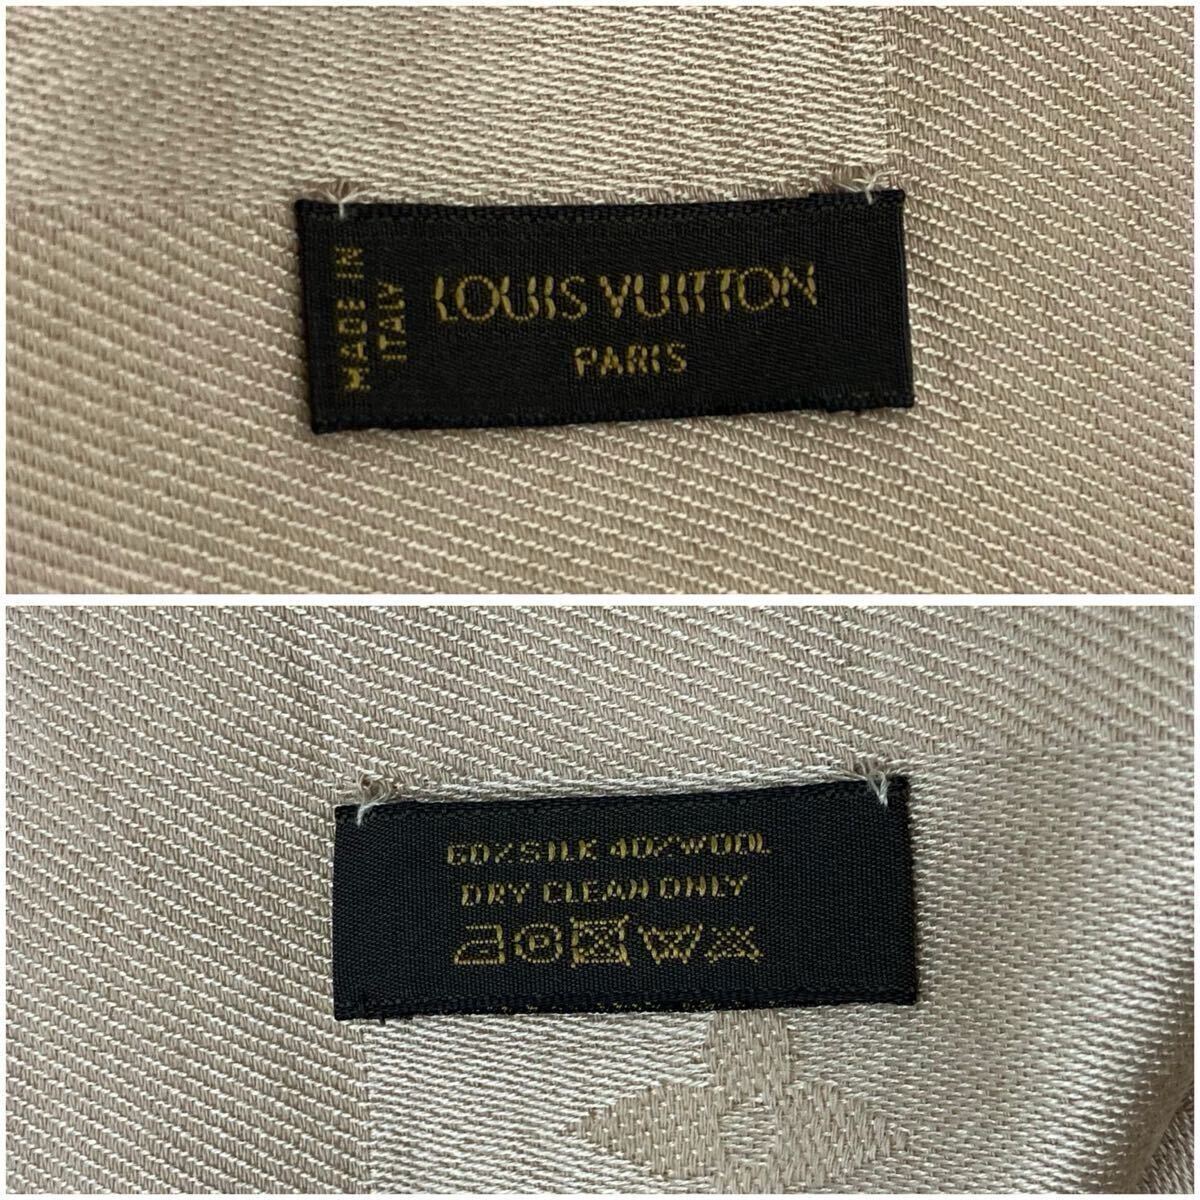 MADE IN
ITALY
LOUIS VUITTON
PARIS
60% SILK 40% WOOL
DRY CLEAN ONLY